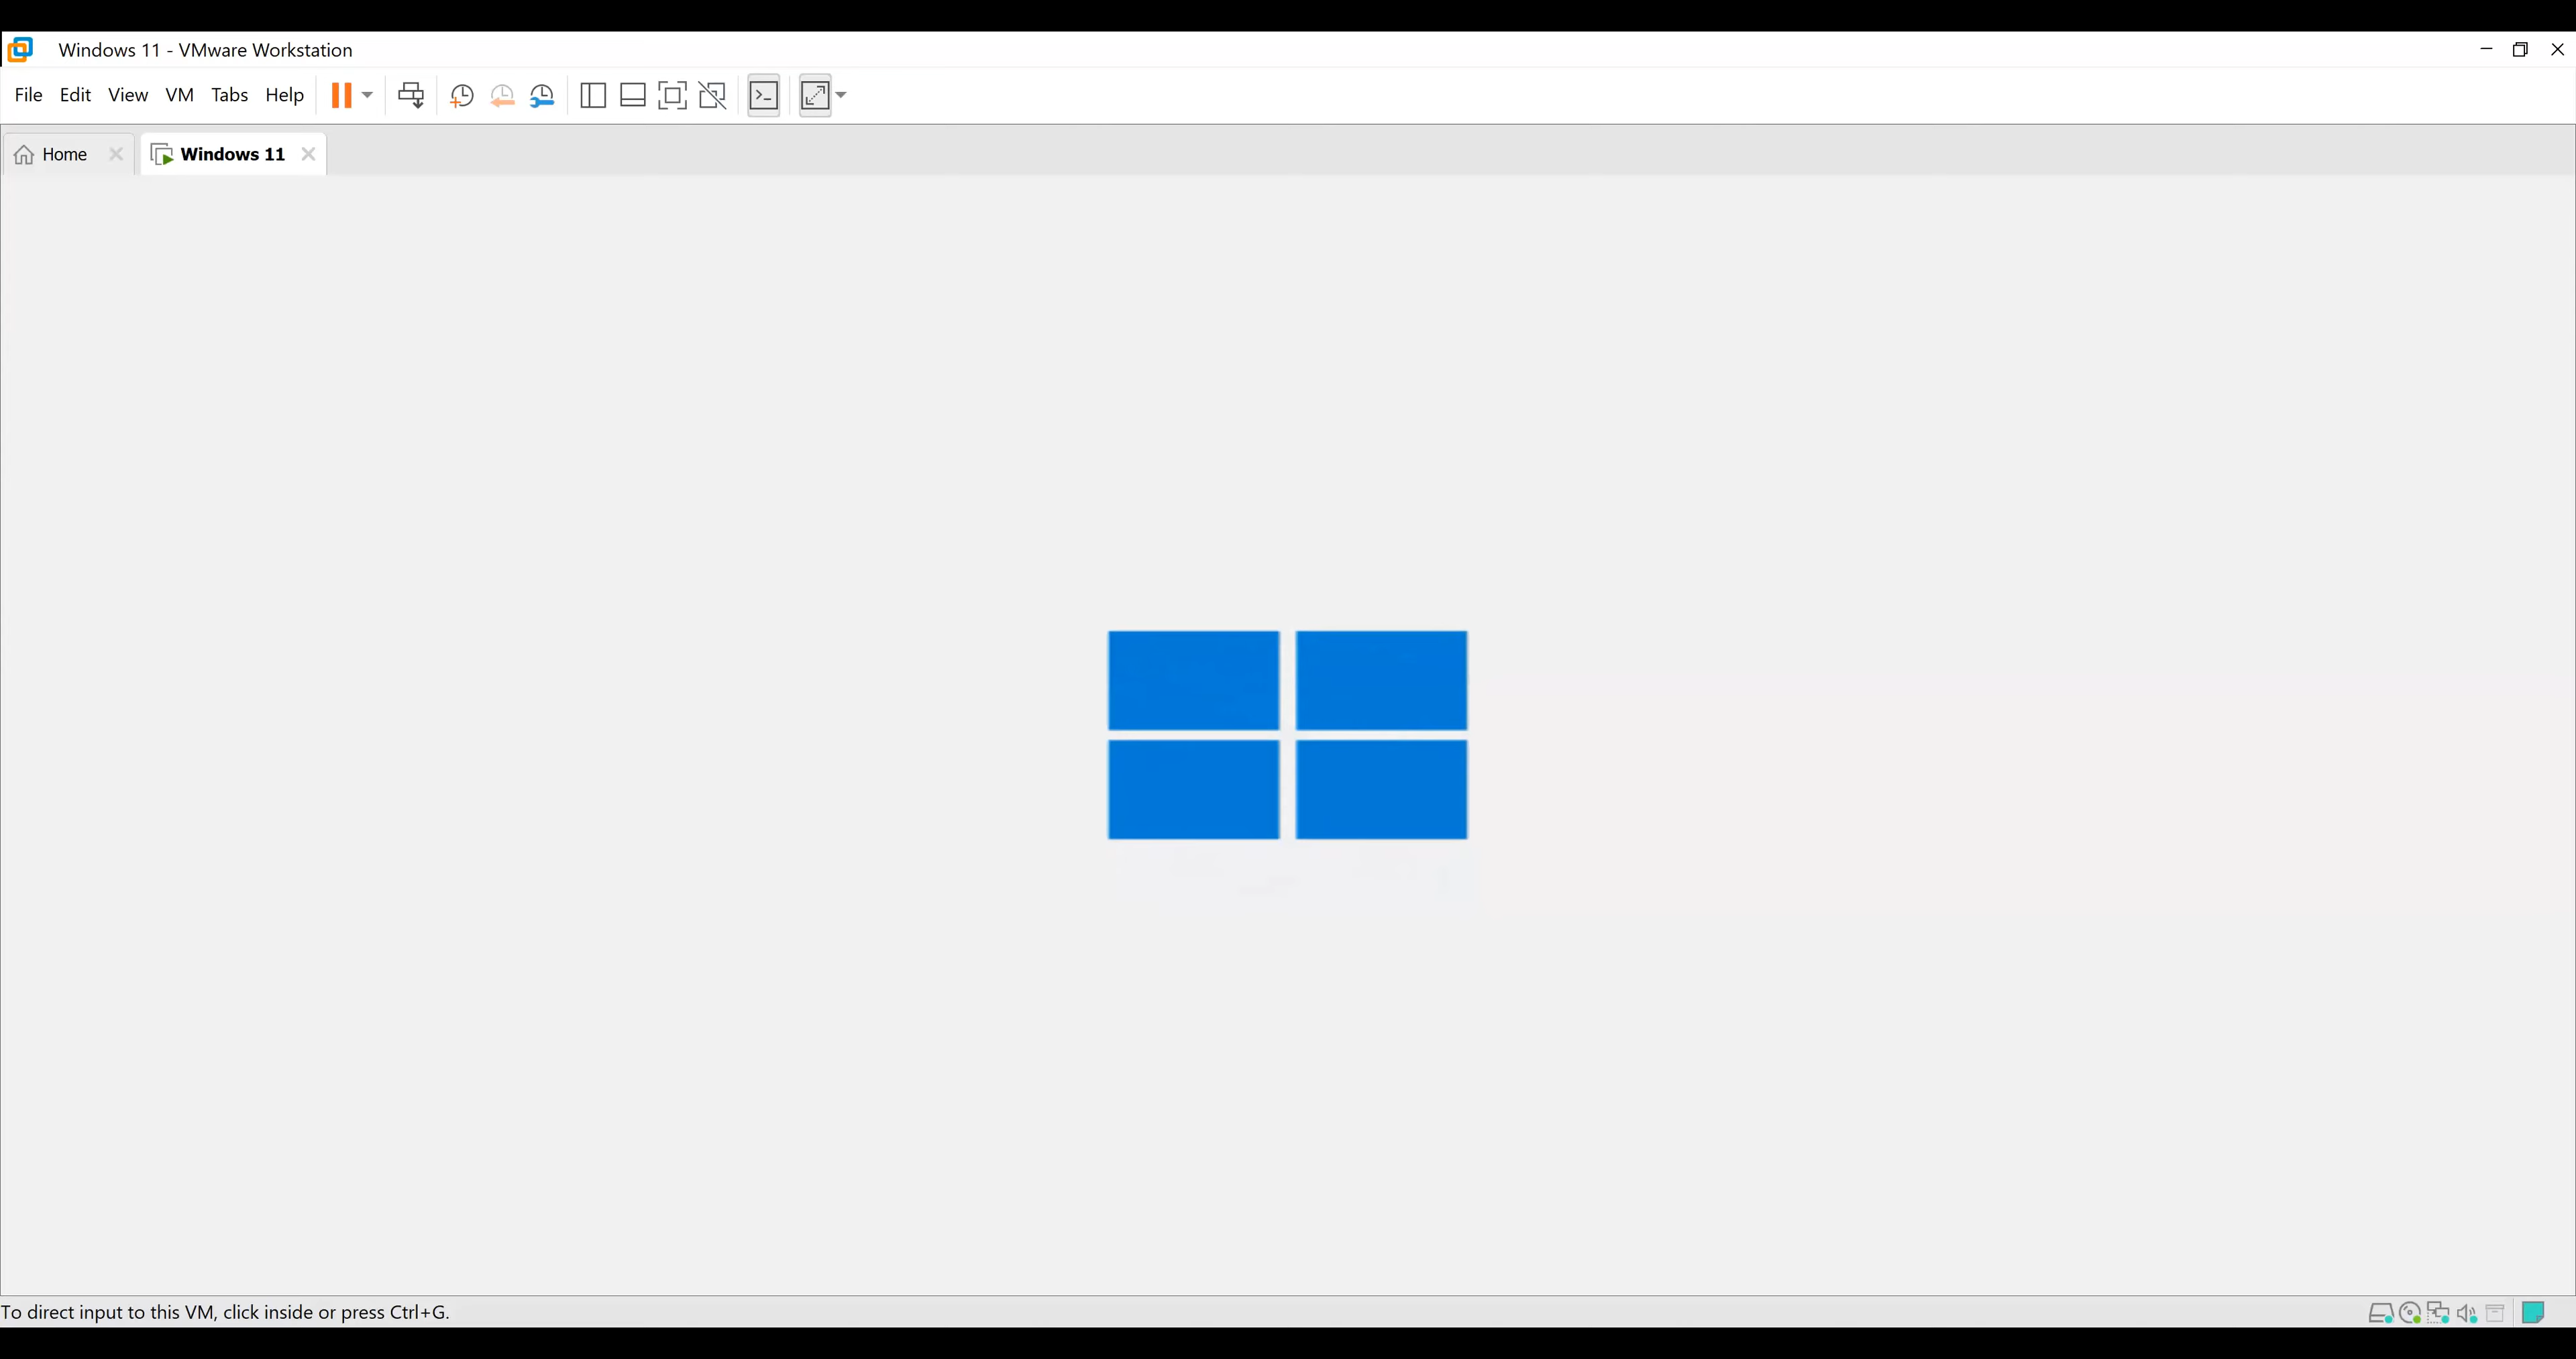 Windows 11 - VMware Workstation
File Edit View VM Tabs Help
Home Windows 11
To direct input to this VM, click inside or press Ctrl+G.